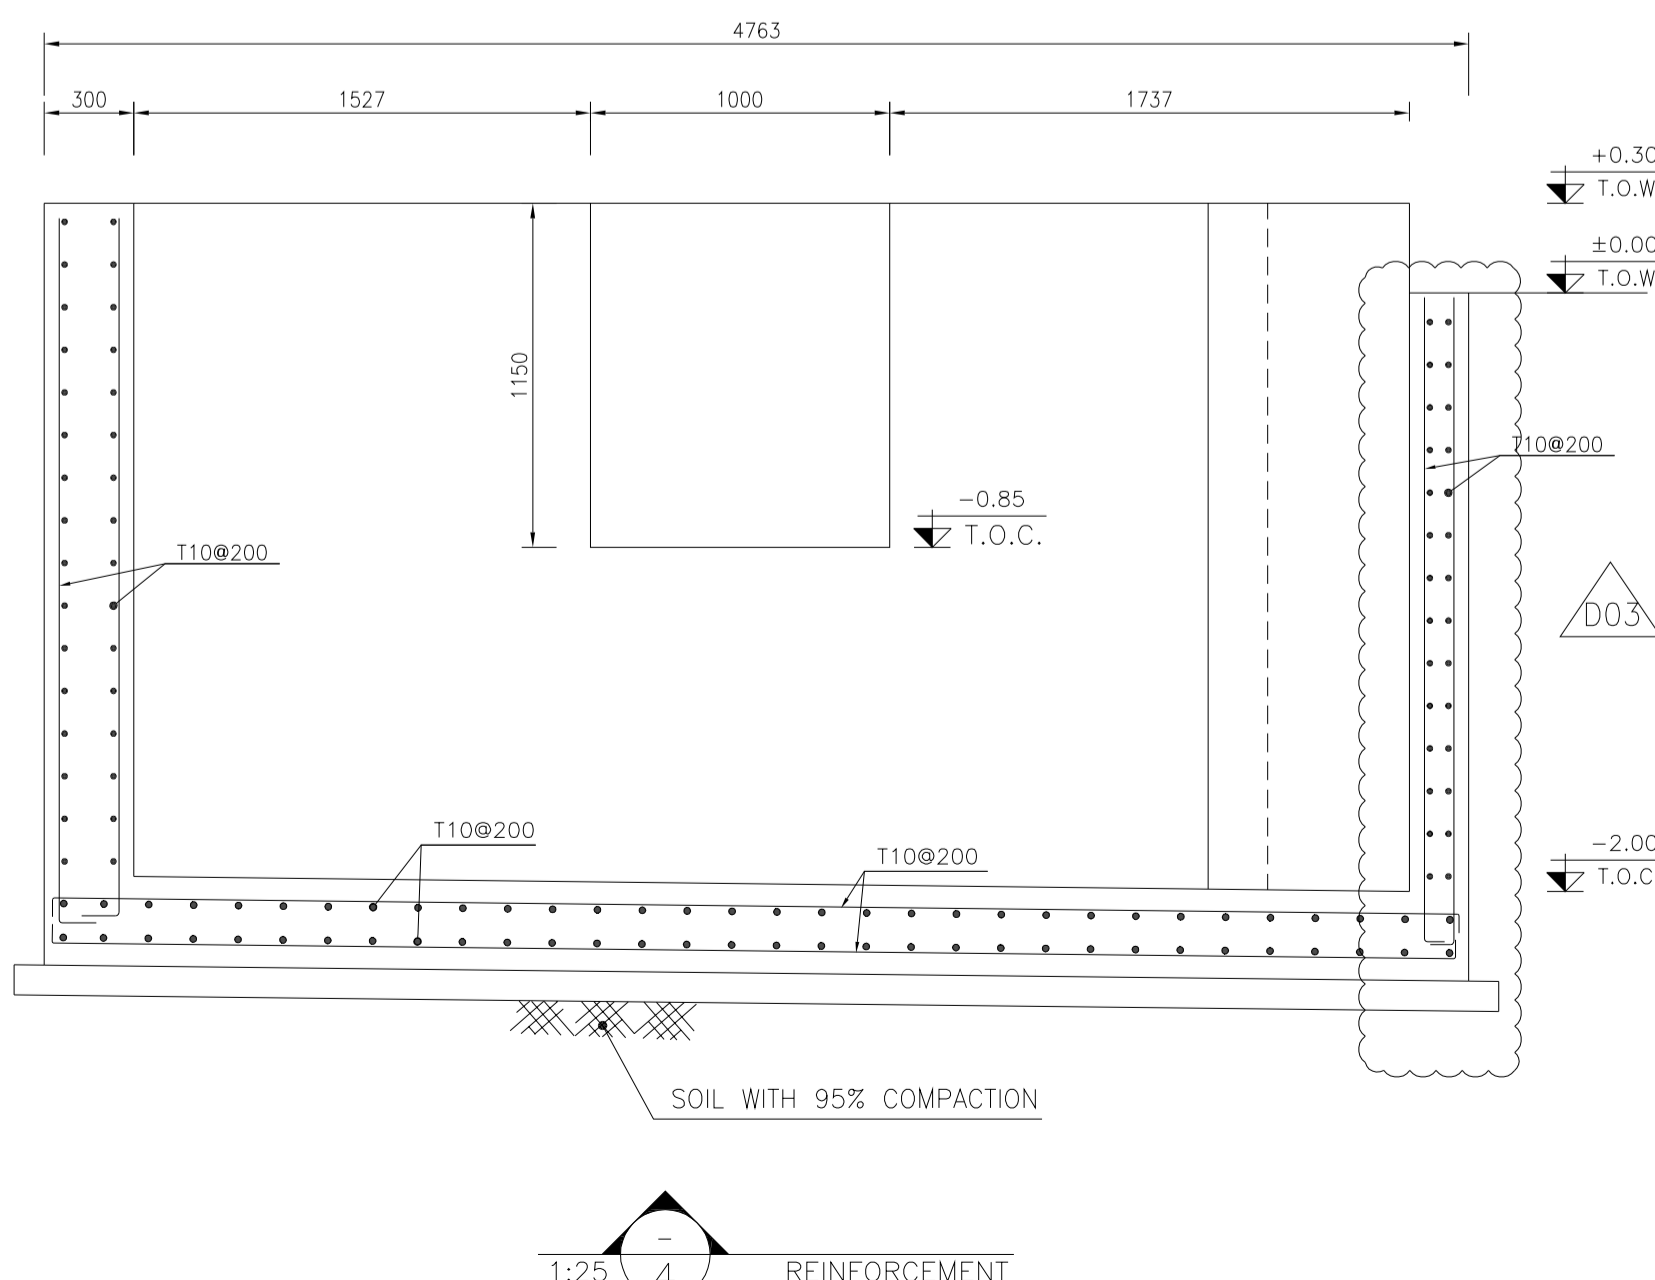 4763
300 1527 1000 1737
+0.30
T.O.W
±0.00
T.O.W
1150
T10@200
-0.85
T.O.C.
T10@200
D03
T10@200
T10@200
-2.00
T.O.C
SOIL WITH 95% COMPACTION
-
1:25 4 REINFORCEMENT